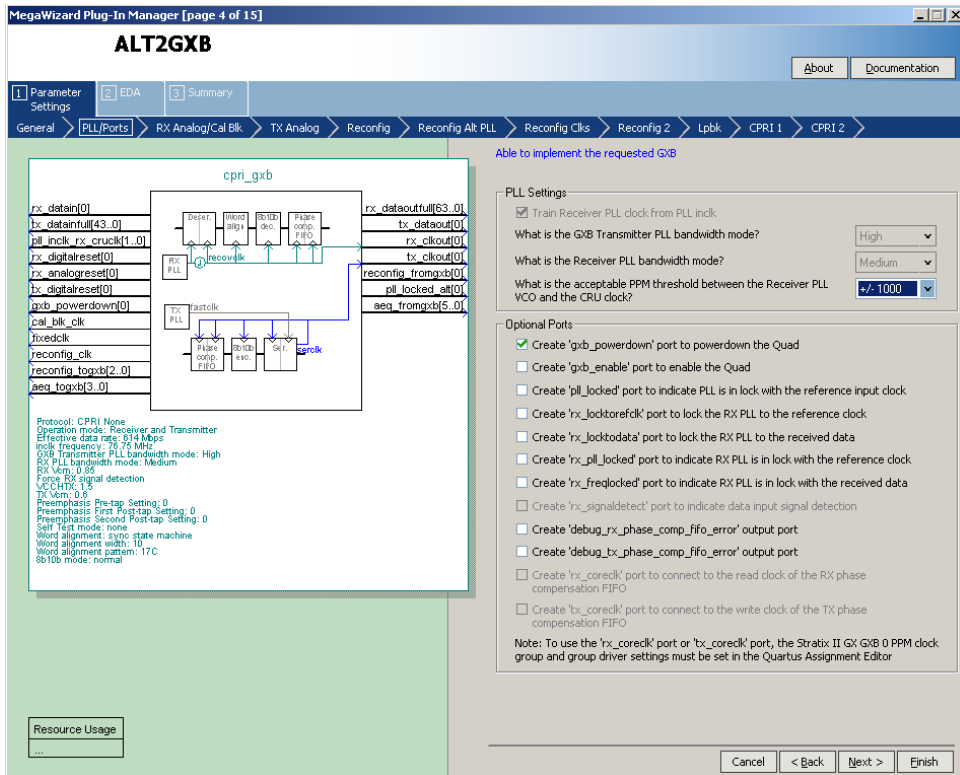 MegaWizard Plug-In Manager [page 4 of 15]
ALT2GXB
About
Documentation
1 Parameter Settings
2 EDA
3 Summary
General
PLL/Ports
RX Analog/Cal Blk
TX Analog
Reconfig
Reconfig Alt PLL
Reconfig Clks
Reconfig 2
Lpbk
CPRI 1
CPRI 2
cpri_gxb
rx_datain[0]
tx_datainfull[43..0]
pll_inclk_rx_cruclk[1..0]
rx_digitalreset[0]
rx_analogreset[0]
tx_digitalreset[0]
gxb_powerdown[0]
cal_blk_clk
fixedclk
reconfig_clk
reconfig_togxb[2..0]
aeq_togxb[3..0]
Deser.
Word align
8b10b dec.
Phase comp. FIFO
RX PLL
recovclk
TX PLL
fastclk
Phase comp. FIFO
8b10b enc.
Ser.
serclk
rx_dataoutfull[63..0]
tx_dataout[0]
rx_clkout[0]
tx_clkout[0]
reconfig_fromgxb[0]
pll_locked_alt[0]
aeq_fromgxb[5..0]
Protocol: CPRI None
Operation mode: Receiver and Transmitter
Effective data rate: 614 Mbps
inclk frequency: 76.75 MHz
GXB Transmitter PLL bandwidth mode: High
RX PLL bandwidth mode: Medium
RX Vcm: 0.85
Force RX signal detection
VCCHTX: 1.5
TX Vcm: 0.6
Preemphasis Pre-tap Setting: 0
Preemphasis First Post-tap Setting: 0
Preemphasis Second Post-tap Setting: 0
Self Test mode: none
Word alignment: sync state machine
Word alignment width: 10
Word alignment pattern: 17C
8b10b mode: normal
Resource Usage
...
Able to implement the requested GXB
PLL Settings
Train Receiver PLL clock from PLL inclk
What is the GXB Transmitter PLL bandwidth mode?
High
What is the Receiver PLL bandwidth mode?
Medium
What is the acceptable PPM threshold between the Receiver PLL
VCO and the CRU clock?
+/- 1000
Optional Ports
Create 'gxb_powerdown' port to powerdown the Quad
Create 'gxb_enable' port to enable the Quad
Create 'pll_locked' port to indicate PLL is in lock with the reference input clock
Create 'rx_locktorefclk' port to lock the RX PLL to the reference clock
Create 'rx_locktodata' port to lock the RX PLL to the received data
Create 'rx_pll_locked' port to indicate RX PLL is in lock with the reference clock
Create 'rx_freqlocked' port to indicate RX PLL is in lock with the received data
Create 'rx_signaldetect' port to indicate data input signal detection
Create 'debug_rx_phase_comp_fifo_error' output port
Create 'debug_tx_phase_comp_fifo_error' output port
Create 'rx_coreclk' port to connect to the read clock of the RX phase
compensation FIFO
Create 'tx_coreclk' port to connect to the write clock of the TX phase
compensation FIFO
Note: To use the 'rx_coreclk' port or 'tx_coreclk' port, the Stratix II GX GXB 0 PPM clock
group and group driver settings must be set in the Quartus Assignment Editor
Cancel
< Back
Next >
Finish